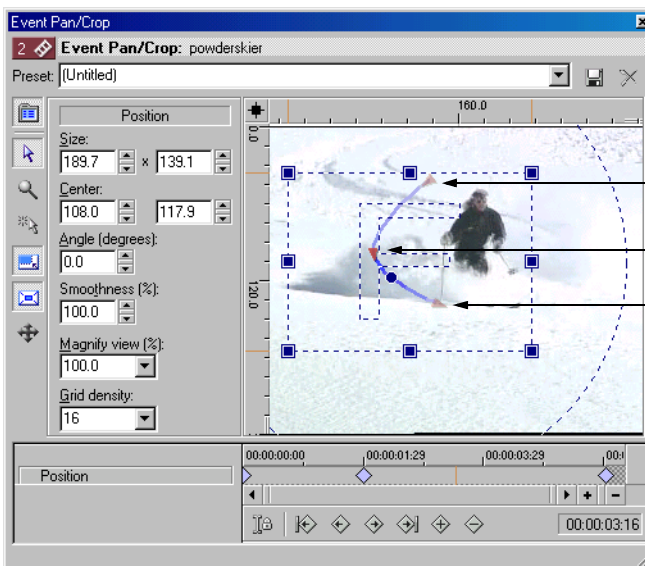 Event Pan/Crop
2 Event Pan/Crop: powderskier
Preset: (Untitled)
Position
160.0
0.0
Size:
189.7 x 139.1
Center:
108.0 117.9
Angle (degrees):
0.0
120.0
Smoothness (%):
100.0
Magnify view (%):
100.0
Grid density:
16
00:00:00:00 00:00:01:29 00:00:03:29
Position
00:00:03:16